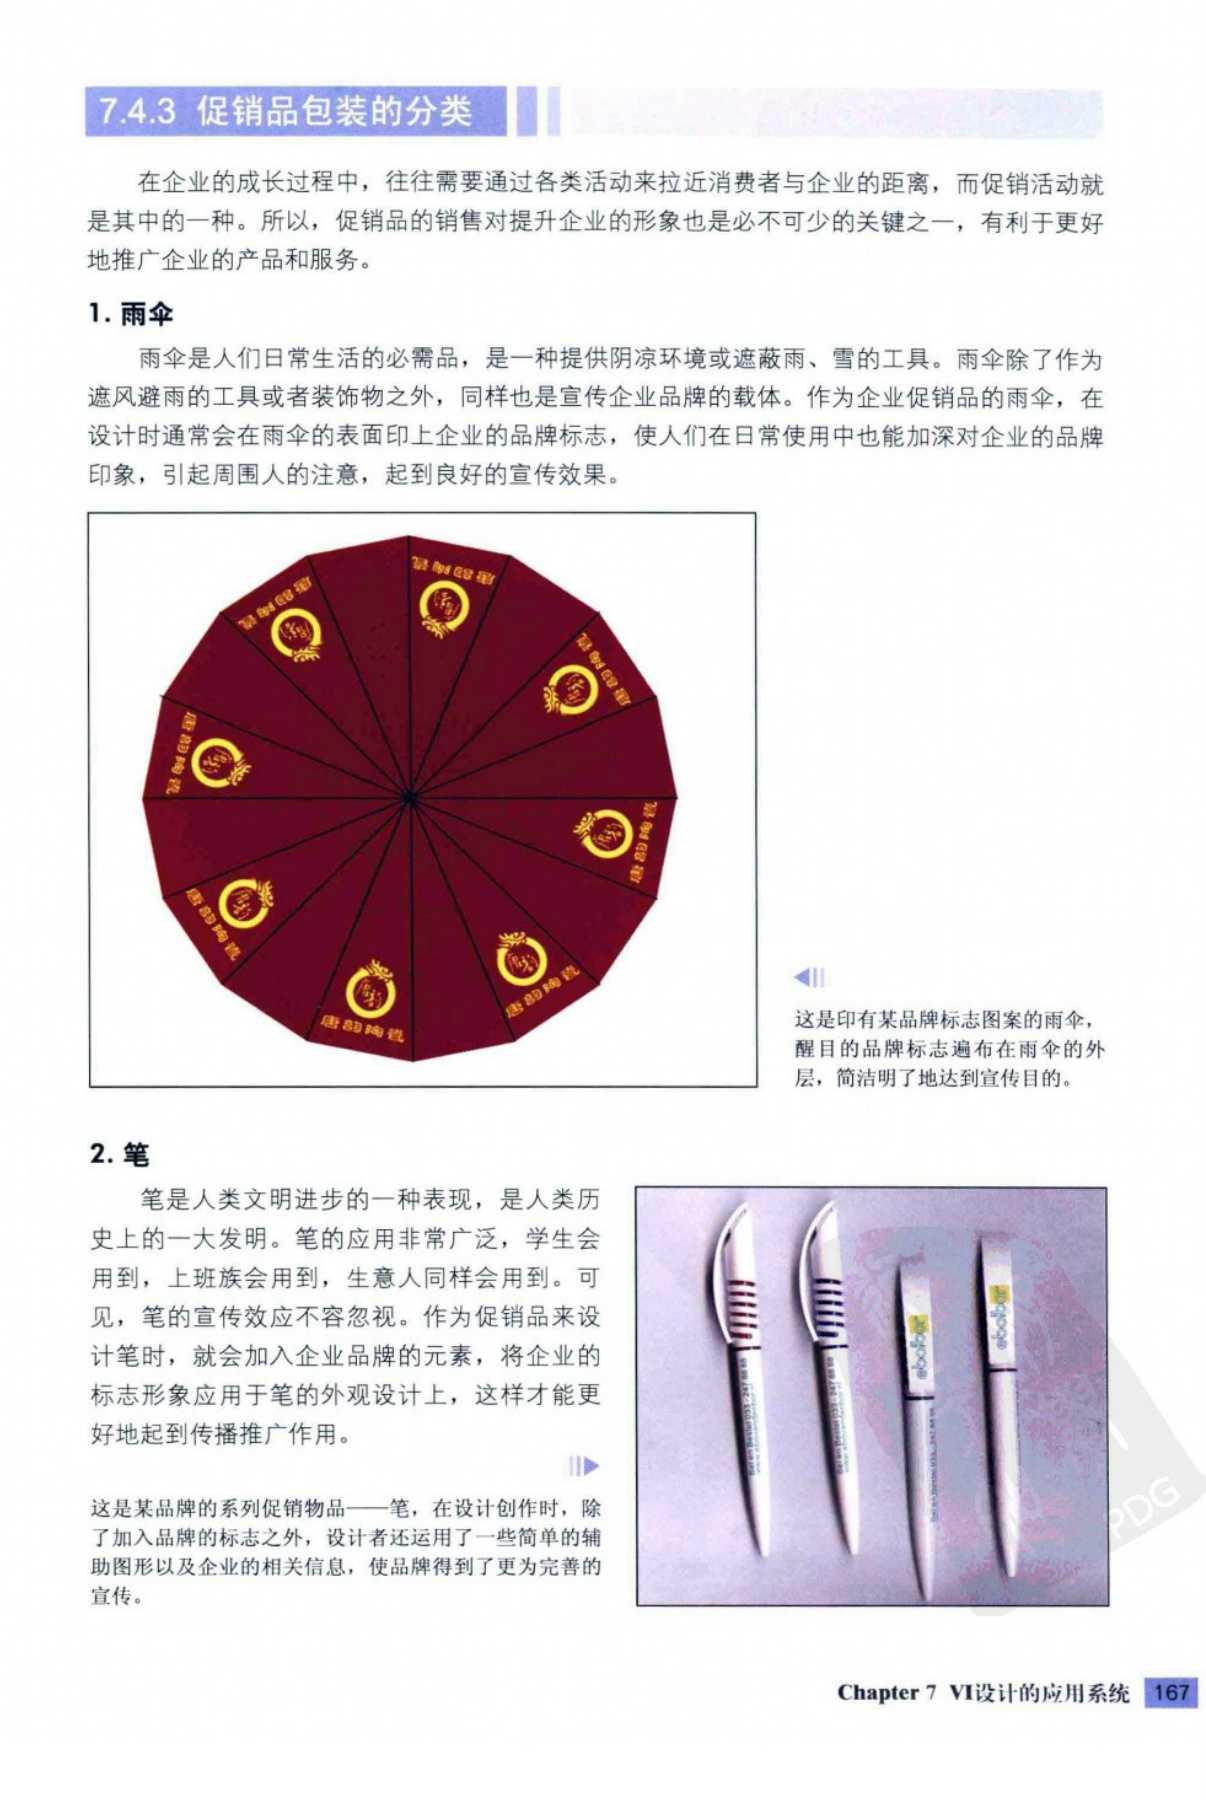 7.4.3 促销品包装的分类
在企业的成长过程中，往往需要通过各类活动来拉近消费者与企业的距离，而促销活动就
是其中的一种。所以，促销品的销售对提升企业的形象也是必不可少的关键之一，有利于更好
地推广企业的产品和服务。
1. 雨伞
雨伞是人们日常生活的必需品，是一种提供阴凉环境或遮蔽雨、雪的工具。雨伞除了作为
遮风避雨的工具或者装饰物之外，同样也是宣传企业品牌的载体。作为企业促销品的雨伞，在
设计时通常会在雨伞的表面印上企业的品牌标志，使人们在日常使用中也能加深对企业的品牌
印象，引起周围人的注意，起到良好的宣传效果。
唐韵陶瓷
唐韵陶瓷
唐韵陶瓷
唐韵陶瓷
唐韵陶瓷
唐韵陶瓷
唐韵陶瓷
唐韵陶瓷
这是印有某品牌标志图案的雨伞，
醒目的品牌标志遍布在雨伞的外
层，简洁明了地达到宣传目的。
2. 笔
笔是人类文明进步的一种表现，是人类历
史上的一大发明。笔的应用非常广泛，学生会
用到，上班族会用到，生意人同样会用到。可
见，笔的宣传效应不容忽视。作为促销品来设
计笔时，就会加入企业品牌的元素，将企业的
标志形象应用于笔的外观设计上，这样才能更
好地起到传播推广作用。
这是某品牌的系列促销物品——笔，在设计创作时，除
了加入品牌的标志之外，设计者还运用了一些简单的辅
助图形以及企业的相关信息，使品牌得到了更为完善的
宣传。
ebobor
ebobor
PDG
Chapter 7 VI设计的应用系统 167